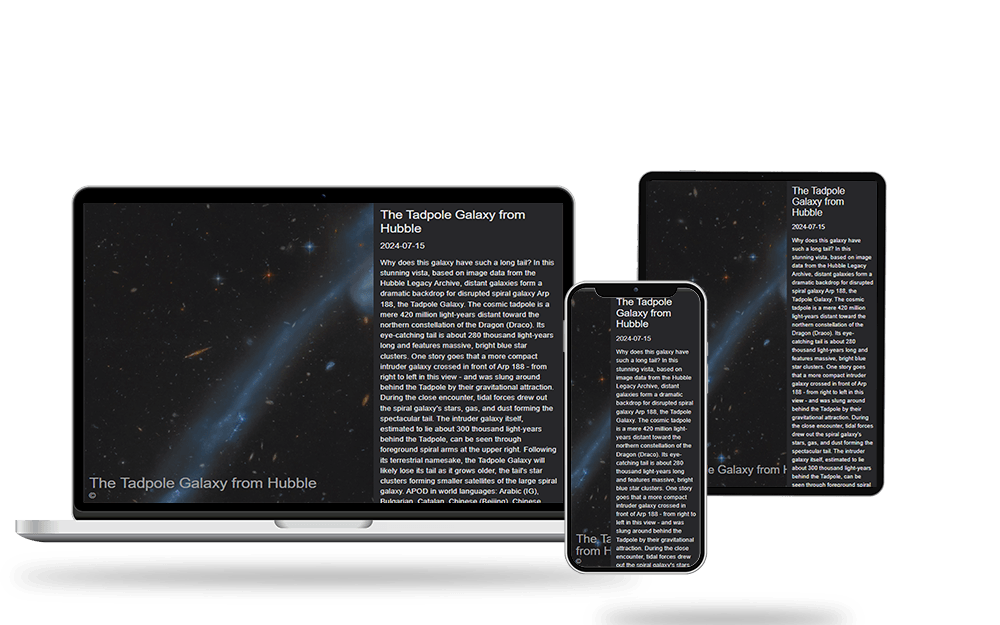 The Tadpole Galaxy from
Hubble
2024-07-15
Why does this galaxy have such a long tail? In this
stunning vista, based on image data from the
Hubble Legacy Archive, distant galaxies form a
dramatic backdrop for disrupted spiral galaxy Arp
188, the Tadpole Galaxy. The cosmic tadpole is a
mere 420 million light-years distant toward the
northern constellation of the Dragon (Draco). Its
eye-catching tail is about 280 thousand light-years
long and features massive, bright blue star
clusters. One story goes that a more compact
intruder galaxy crossed in front of Arp 188 - from
right to left in this view - and was slung around
behind the Tadpole by their gravitational attraction.
During the close encounter, tidal forces drew out
the spiral galaxy's stars, gas, and dust forming the
spectacular tail. The intruder galaxy itself,
estimated to lie about 300 thousand light-years
behind the Tadpole, can be seen through
foreground spiral arms at the upper right. Following
its terrestrial namesake, the Tadpole Galaxy will
likely lose its tail as it grows older, the tail's star
clusters forming smaller satellites of the large spiral
galaxy. APOD in world languages: Arabic (IG),
Bulgarian, Catalan, Chinese (Beijing), Chinese
The Tadpole Galaxy from Hubble
©
The Tadpole
Galaxy from
Hubble
2024-07-15
Why does this galaxy have
such a long tail? In this
stunning vista, based on
image data from the Hubble
Legacy Archive, distant
galaxies form a dramatic
backdrop for disrupted spiral
galaxy Arp 188, the Tadpole
Galaxy. The cosmic tadpole
is a mere 420 million light-
years distant toward the
northern constellation of the
Dragon (Draco). Its eye-
catching tail is about 280
thousand light-years long
and features massive, bright
blue star clusters. One story
goes that a more compact
intruder galaxy crossed in
front of Arp 188 - from right to
left in this view - and was
slung around behind the
Tadpole by their gravitational
attraction. During the close
encounter, tidal forces drew
out the spiral galaxy's stars
The Ta
from H
©
The Tadpole
Galaxy from
Hubble
2024-07-15
Why does this galaxy have
such a long tail? In this
stunning vista, based on image
data from the Hubble Legacy
Archive, distant galaxies form a
dramatic backdrop for disrupted
spiral galaxy Arp 188, the
Tadpole Galaxy. The cosmic
tadpole is a mere 420 million
light-years distant toward the
northern constellation of the
Dragon (Draco). Its eye-
catching tail is about 280
thousand light-years long and
features massive, bright blue
star clusters. One story goes
that a more compact intruder
galaxy crossed in front of Arp
188 - from right to left in this
view - and was slung around
behind the Tadpole by their
gravitational attraction. During
the close encounter, tidal forces
drew out the spiral galaxy's
stars, gas, and dust forming the
spectacular tail. The intruder
galaxy itself, estimated to lie
about 300 thousand light-years
behind the Tadpole, can be
seen through foreground spiral
e Galaxy from H